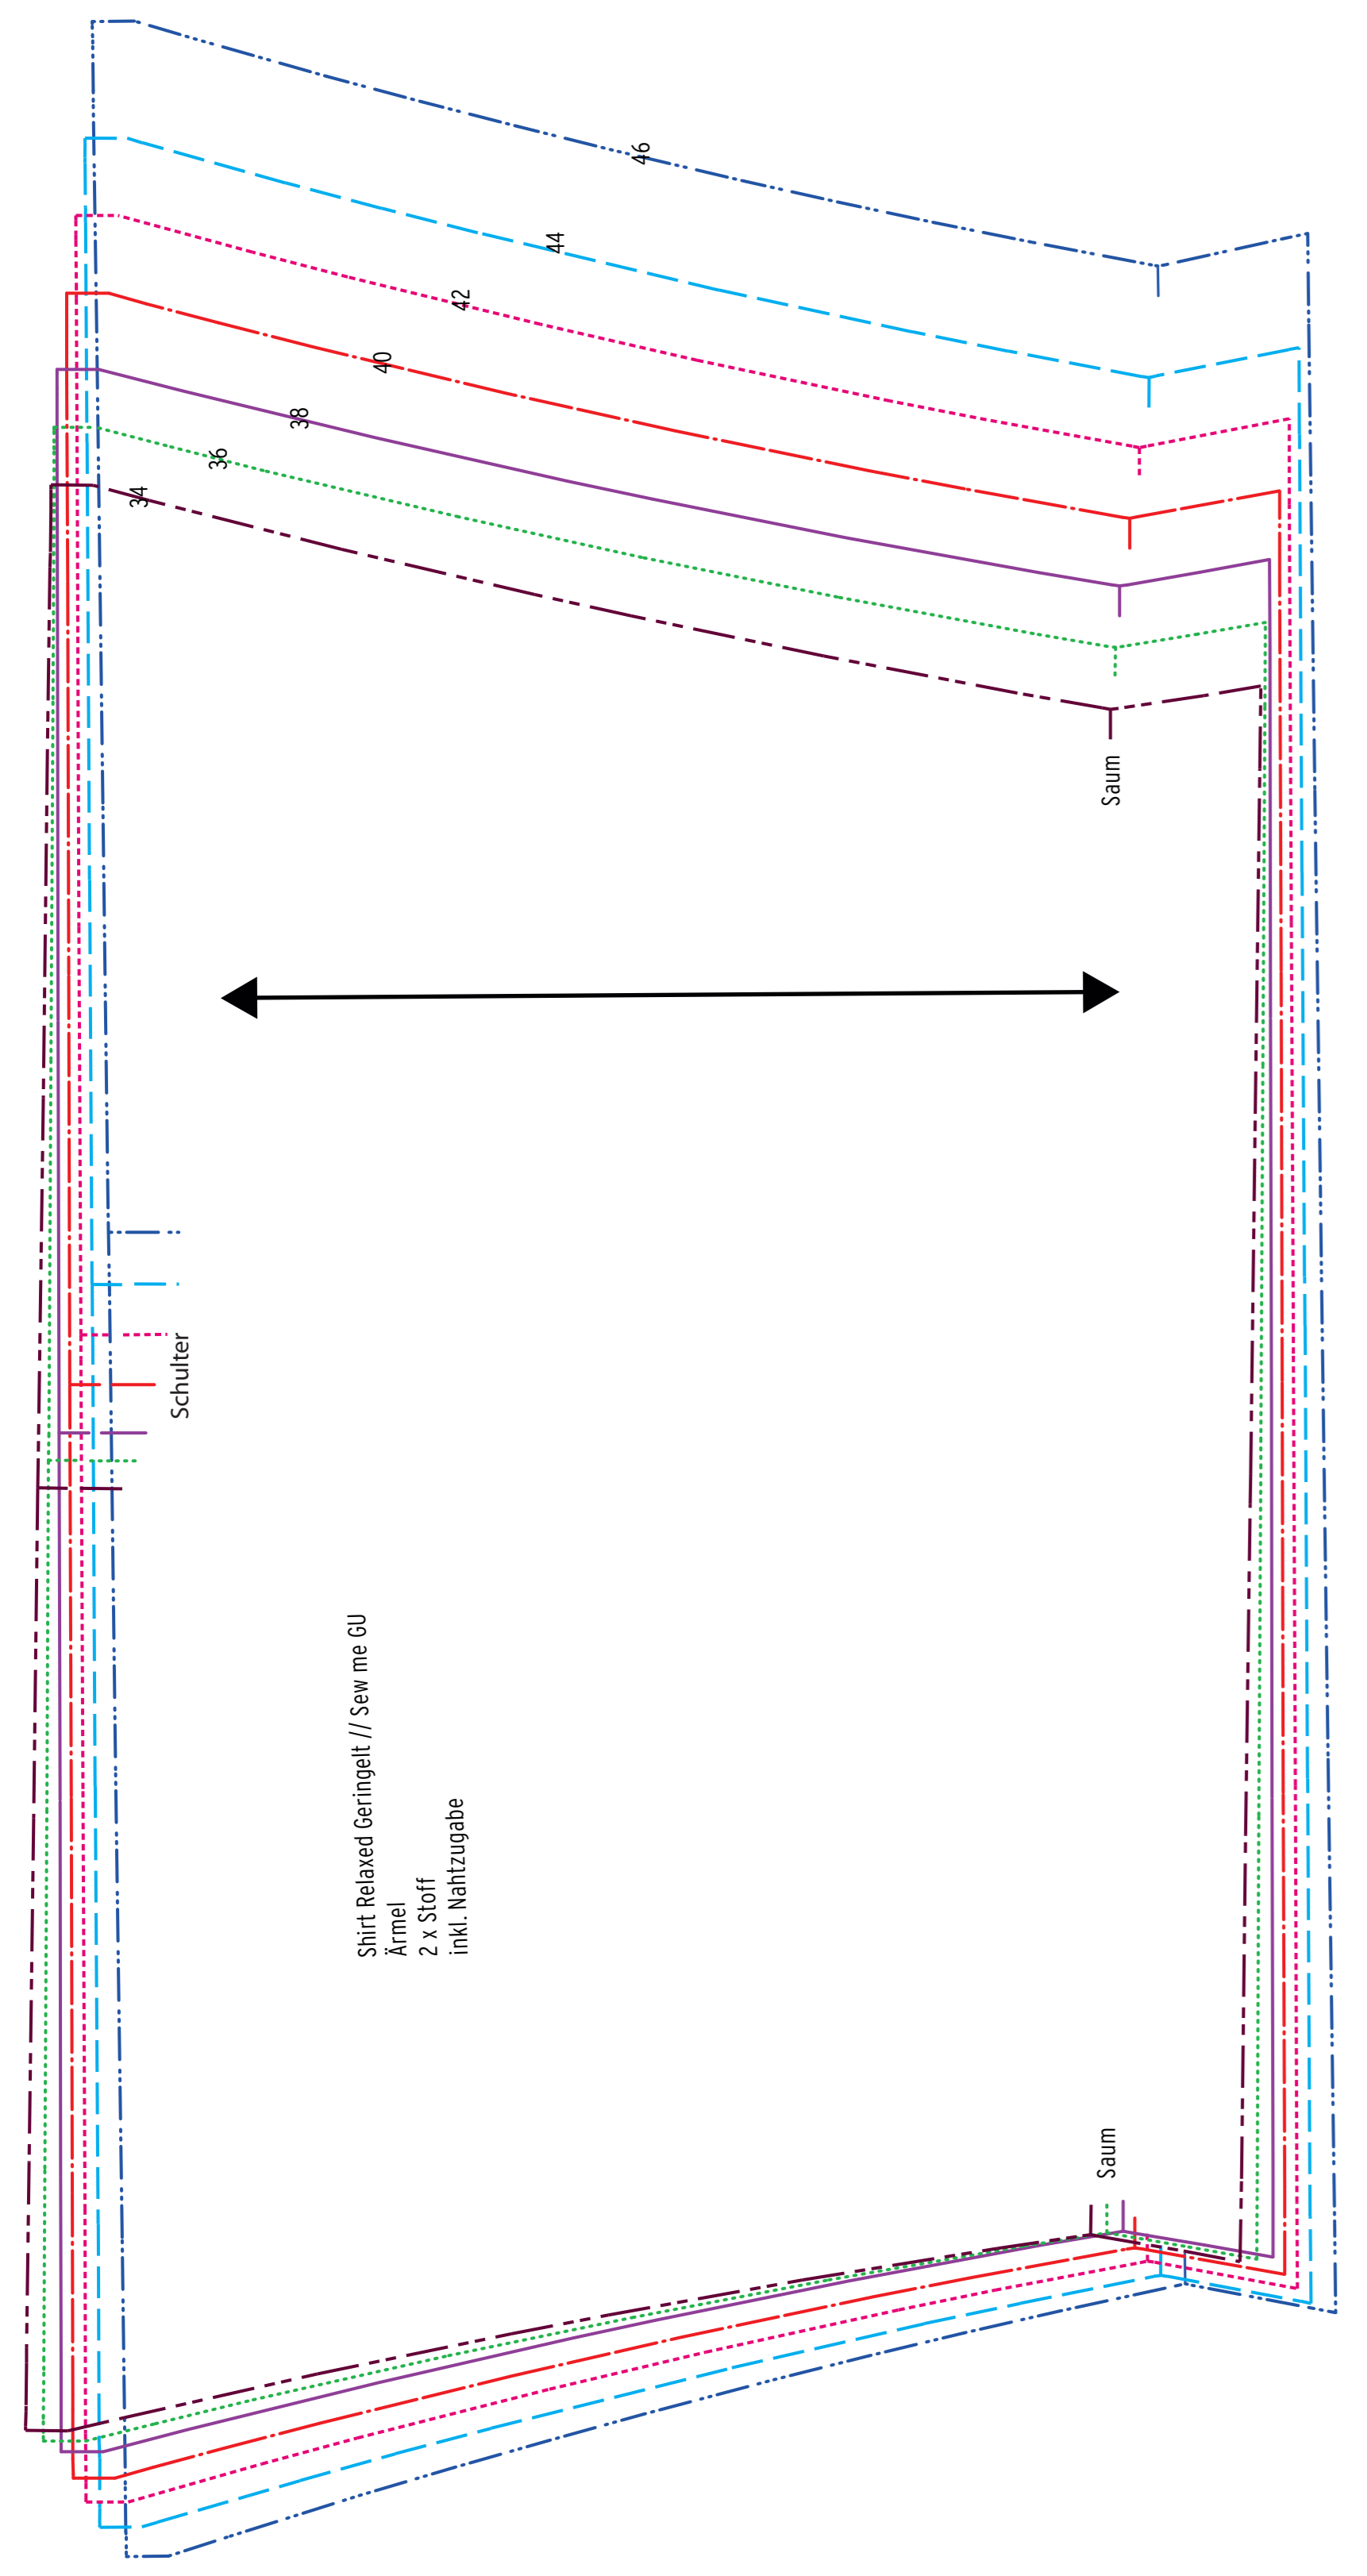 46
44
42
40
38
36
34
Saum
Schulter
Shirt Relaxed Geringelt // Sew me GU
Ärmel
2 x Stoff
inkl. Nahtzugabe
Saum